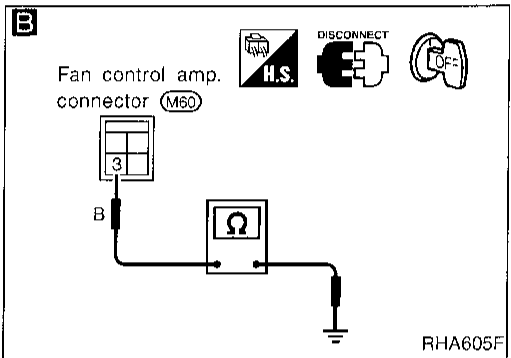 B
DISCONNECT
H.S.
OFF
Fan control amp.
connector M60
3
B
Ω
RHA605F